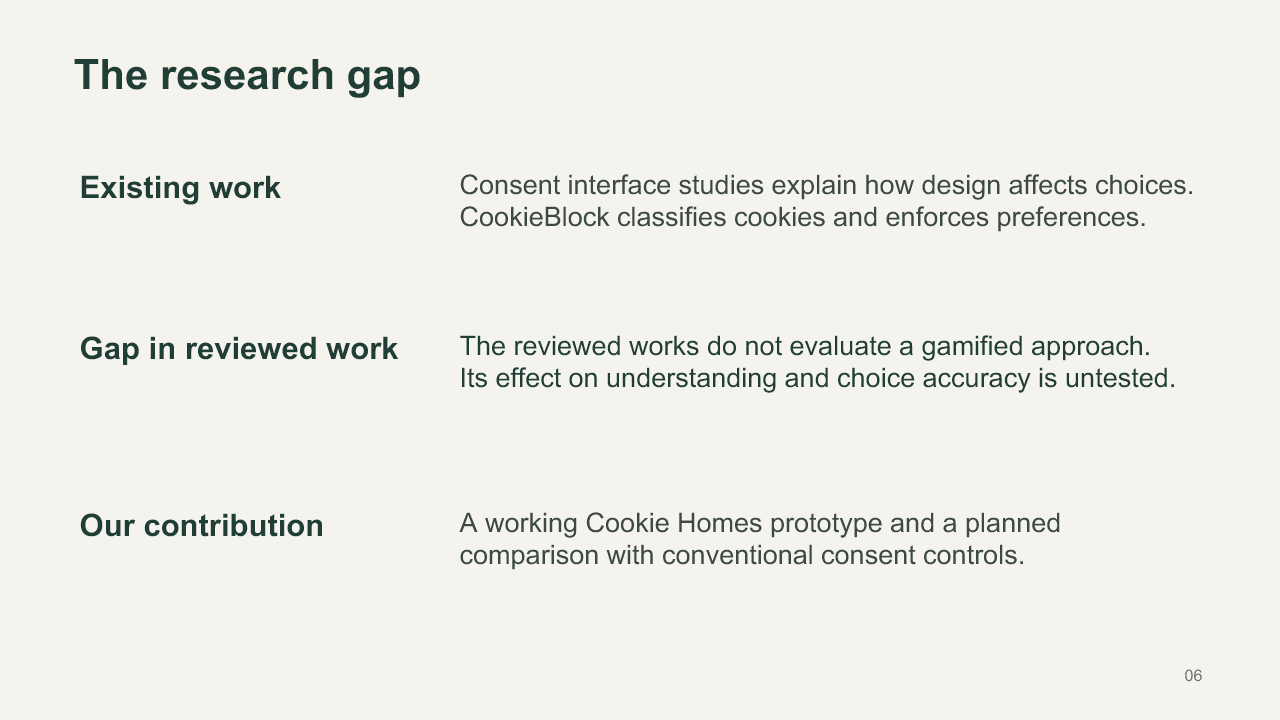 The research gap
Existing work
Consent interface studies explain how design affects choices.
CookieBlock classifies cookies and enforces preferences.
Gap in reviewed work
The reviewed works do not evaluate a gamified approach.
Its effect on understanding and choice accuracy is untested.
Our contribution
A working Cookie Homes prototype and a planned
comparison with conventional consent controls.
06